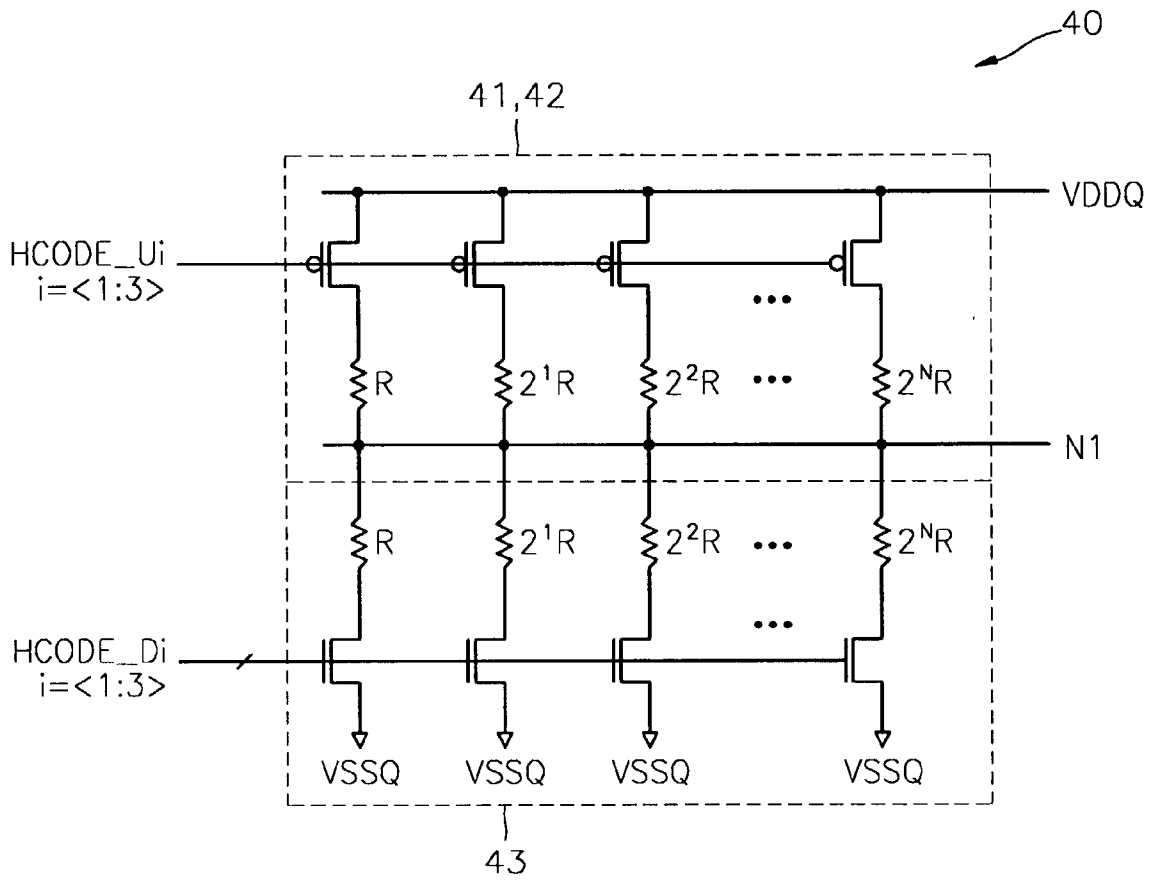 40
41,42
VDDQ
HCODE_Ui
i=<1:3>
•••
R 2¹R 2²R ••• 2ᴺR
N1
R 2¹R 2²R ••• 2ᴺR
•••
HCODE_Di
i=<1:3>
VSSQ VSSQ VSSQ VSSQ
43